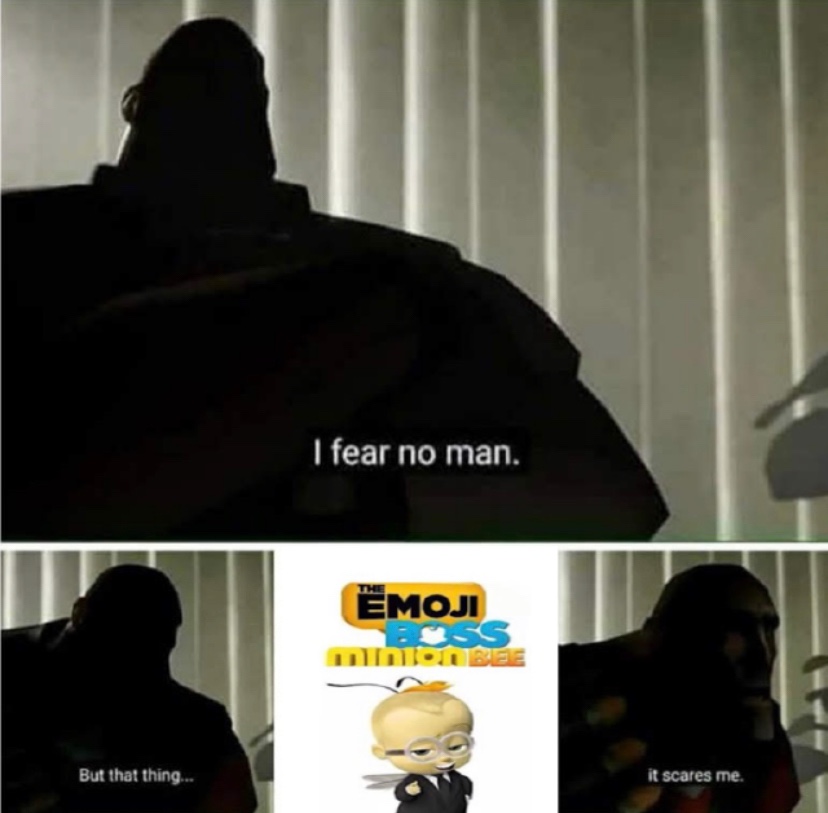 I fear no man.
But that thing...
THE
EMOJI
BOSS
minion BEE
it scares me.